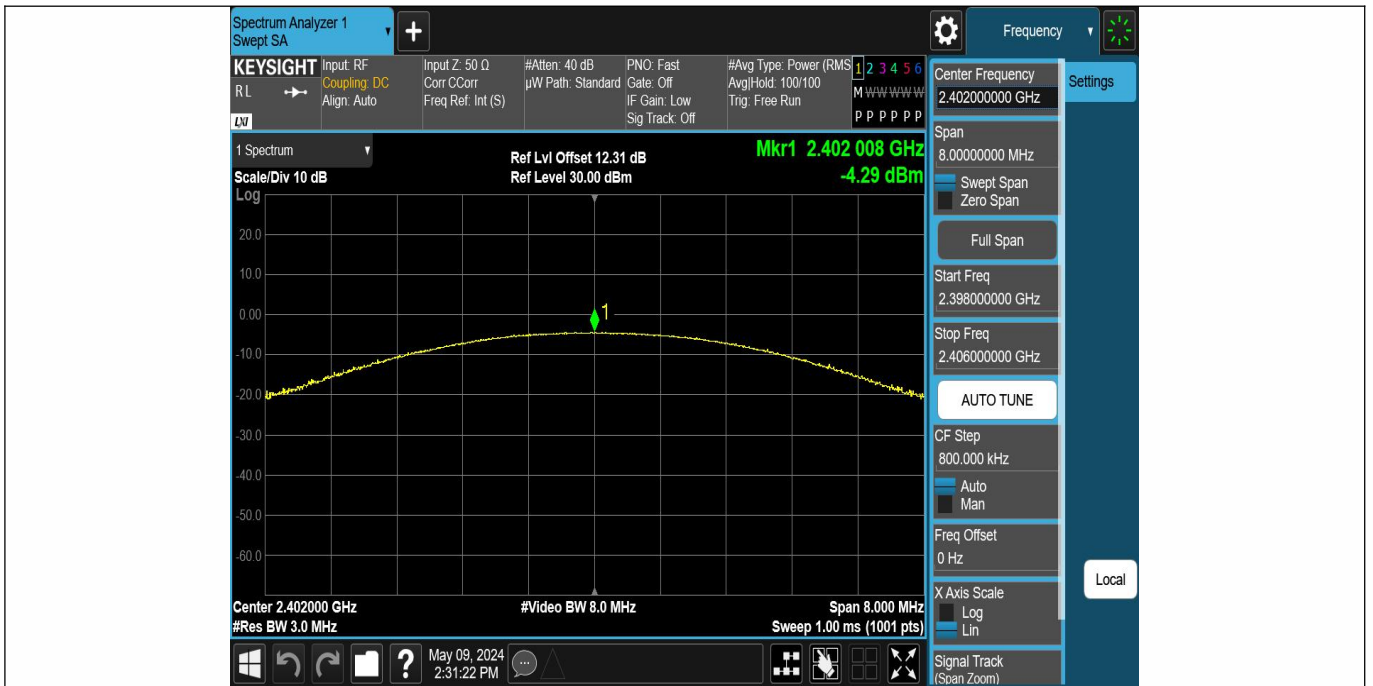 Spectrum Analyzer 1
Swept SA
+
Frequency
KEYSIGHT
RL
LXI
Input: RF
Coupling: DC
Align: Auto
Input Z: 50 Ω
Corr CCorr
Freq Ref: Int (S)
#Atten: 40 dB
µW Path: Standard
PNO: Fast
Gate: Off
IF Gain: Low
Sig Track: Off
#Avg Type: Power (RMS
Avg|Hold: 100/100
Trig: Free Run
1 2 3 4 5 6
M W W W W W
P P P P P P
1 Spectrum
Scale/Div 10 dB
Log
Ref Lvl Offset 12.31 dB
Ref Level 30.00 dBm
Mkr1 2.402 008 GHz
-4.29 dBm
20.0
10.0
0.00
-10.0
-20.0
-30.0
-40.0
-50.0
-60.0
1
Center 2.402000 GHz
#Res BW 3.0 MHz
#Video BW 8.0 MHz
Span 8.000 MHz
Sweep 1.00 ms (1001 pts)
Center Frequency
2.402000000 GHz
Span
8.00000000 MHz
Swept Span
Zero Span
Full Span
Start Freq
2.398000000 GHz
Stop Freq
2.406000000 GHz
AUTO TUNE
CF Step
800.000 kHz
Auto
Man
Freq Offset
0 Hz
X Axis Scale
Log
Lin
Signal Track
(Span Zoom)
Settings
Local
?
May 09, 2024
2:31:22 PM